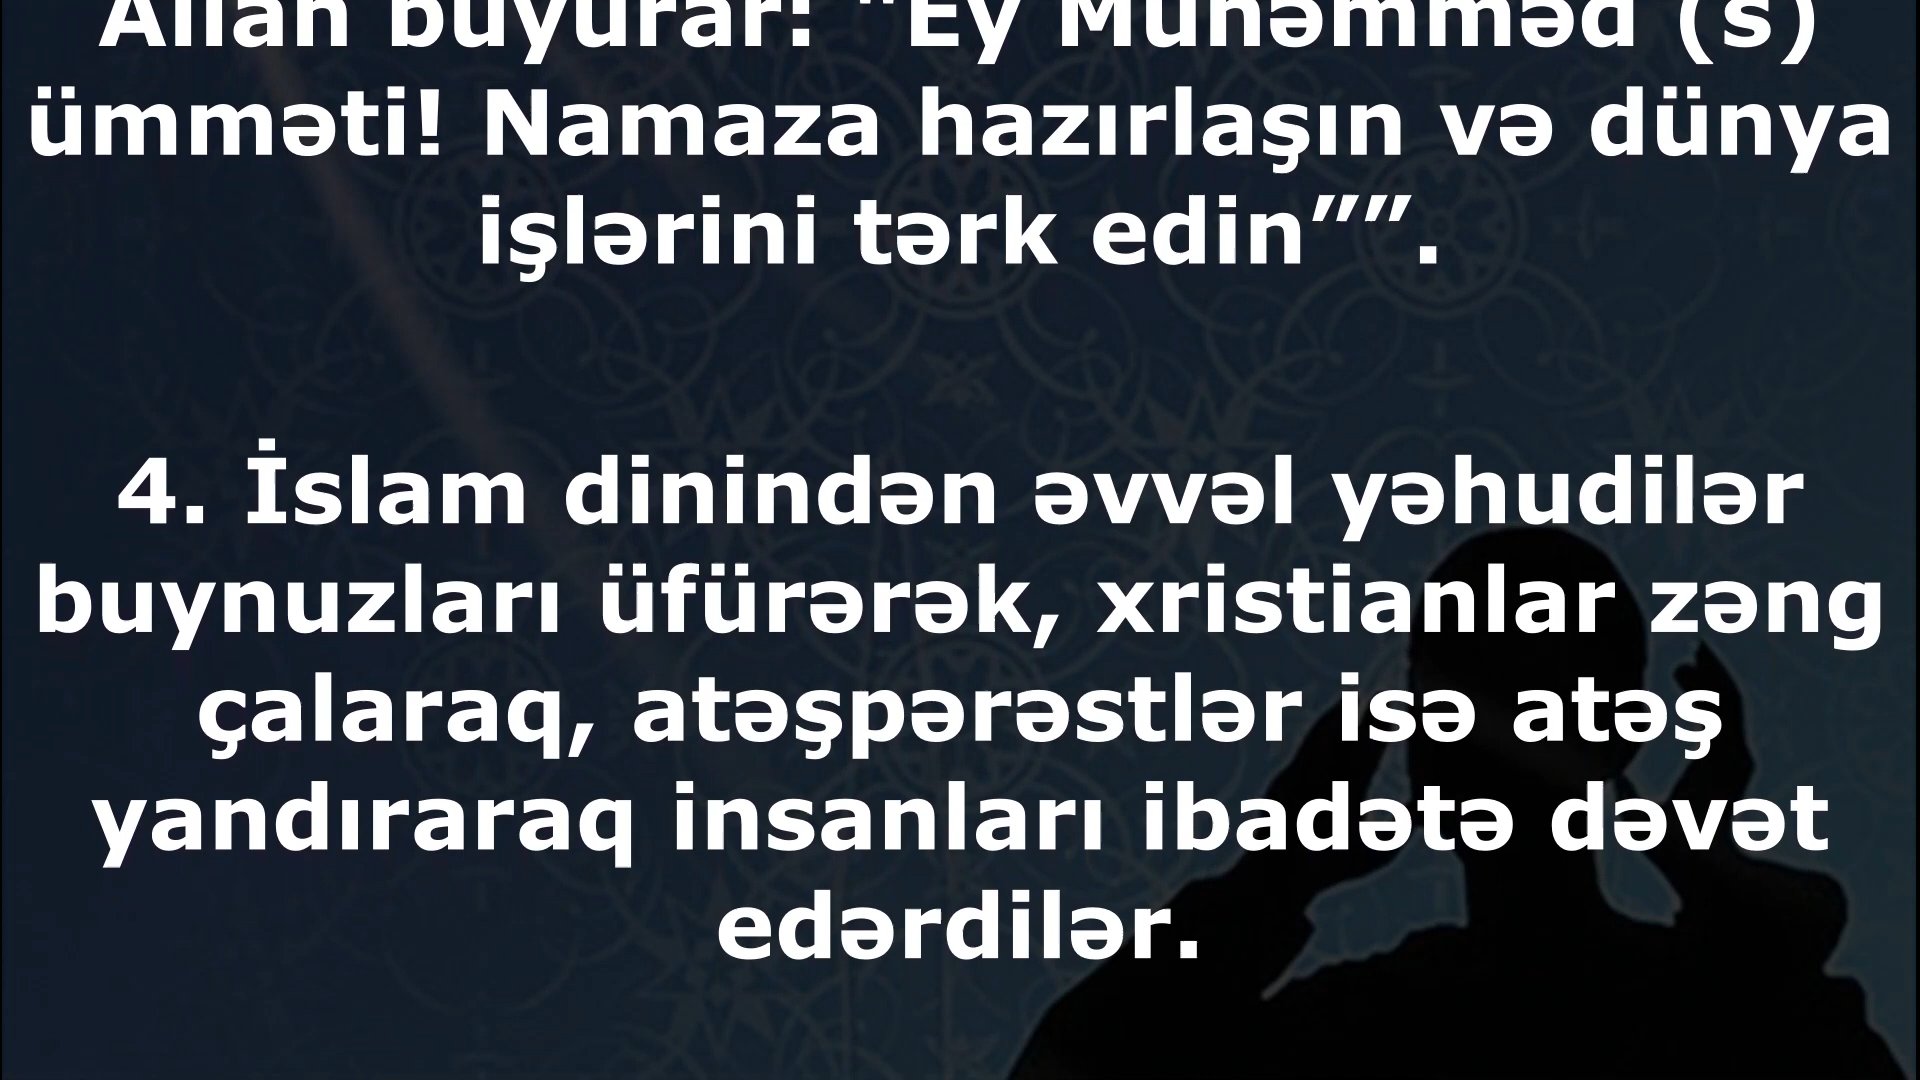 Allah buyurar: “Ey Muhəmməd (s)
ümməti! Namaza hazırlaşın və dünya
işlərini tərk edin””.
4. İslam dinindən əvvəl yəhudilər
buynuzları üfürərək, xristianlar zəng
çalaraq, atəşpərəstlər isə atəş
yandıraraq insanları ibadətə dəvət
edərdilər.